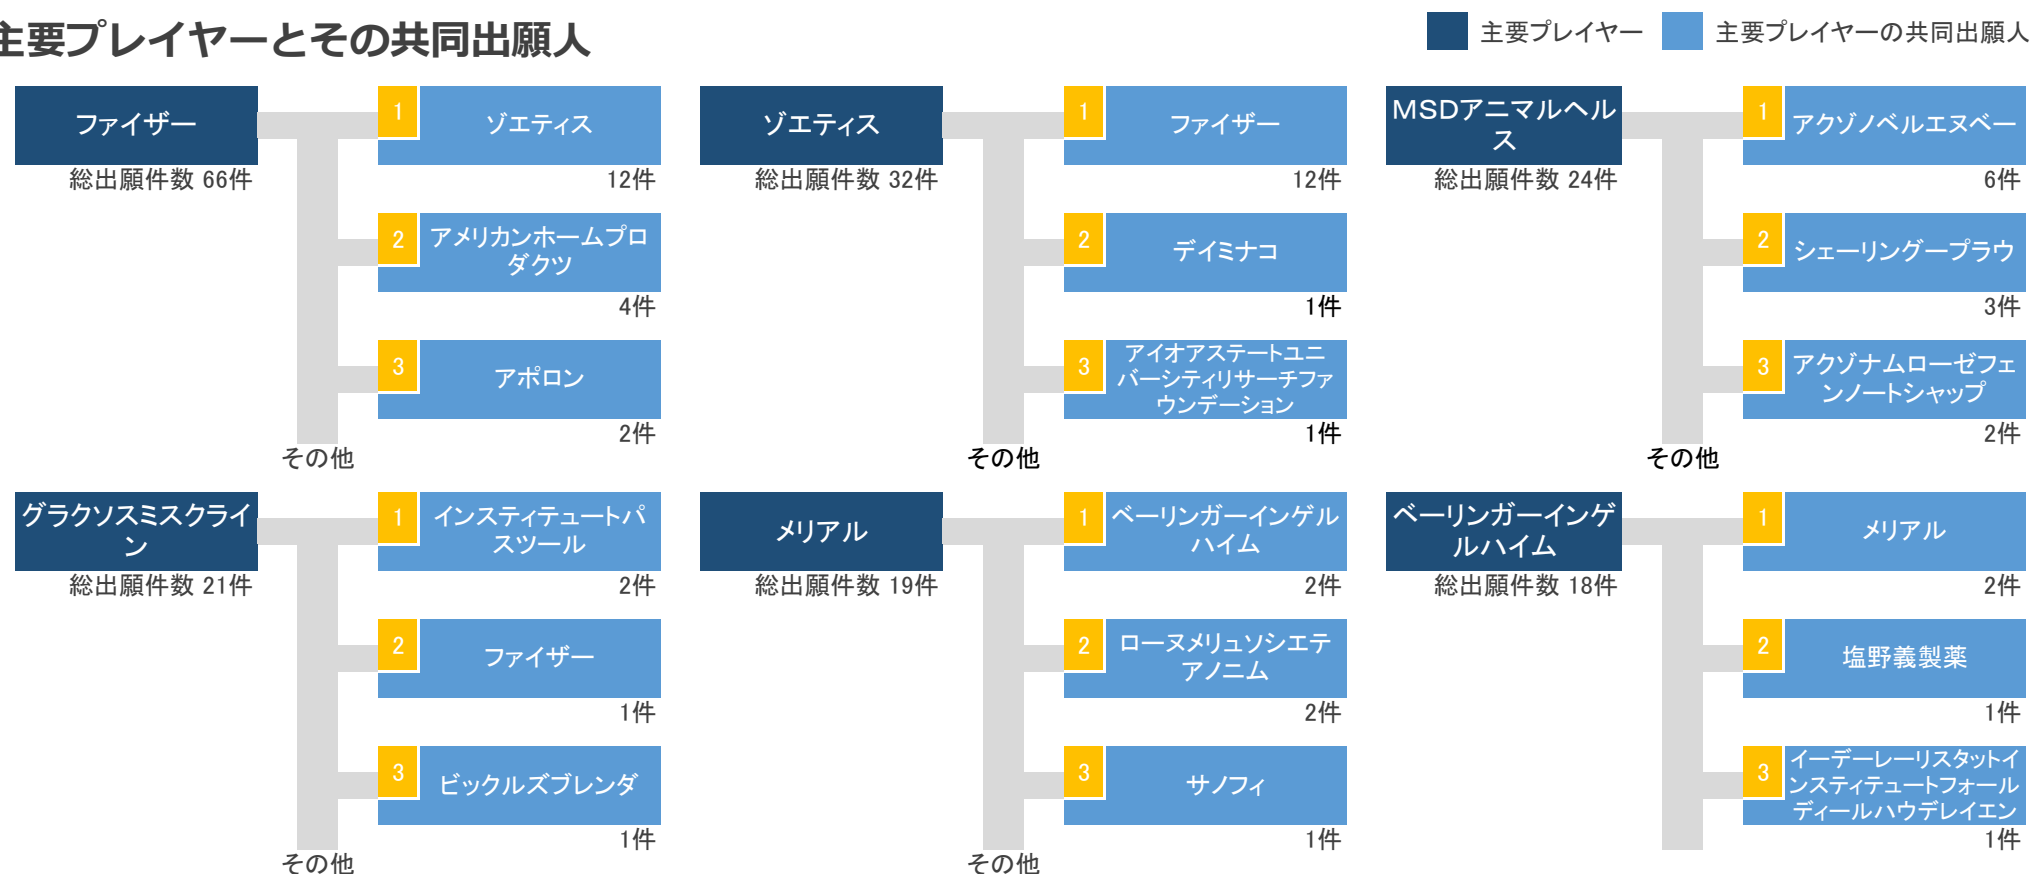 主要プレイヤーとその共同出願人
主要プレイヤー
主要プレイヤーの共同出願人
ファイザー
総出願件数 66件
1
ゾエティス
12件
2
アメリカンホームプロ
ダクツ
4件
3
アポロン
2件
その他
ゾエティス
総出願件数 32件
1
ファイザー
12件
2
デイミナコ
1件
3
アイオアステートユニ
バーシティリサーチファ
ウンデーション
1件
その他
MSDアニマルヘル
ス
総出願件数 24件
1
アクゾノベルエヌベー
6件
2
シェーリングープラウ
3件
3
アクゾナムローゼフェ
ンノートシャップ
2件
その他
グラクソスミスクライ
ン
総出願件数 21件
1
インスティテュートパ
スツール
2件
2
ファイザー
1件
3
ビックルズブレンダ
1件
その他
メリアル
総出願件数 19件
1
ベーリンガーインゲル
ハイム
2件
2
ローヌメリュソシエテ
アノニム
2件
3
サノフィ
1件
その他
ベーリンガーインゲ
ルハイム
総出願件数 18件
1
メリアル
2件
2
塩野義製薬
1件
3
イーデーレーリスタットイ
ンスティテュートフォール
ディールハウデレイエン
1件